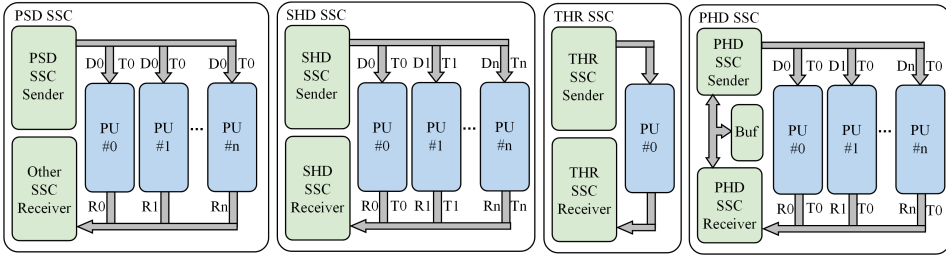 PSD SSC
PSD
SSC
Sender
D0 T0 D0 T0 D0 T0
PU
#0
PU
#1
...
PU
#n
Other
SSC
Receiver
R0 R1 Rn
SHD SSC
SHD
SSC
Sender
D0 T0 D1 T1 Dn Tn
PU
#0
PU
#1
...
PU
#n
SHD
SSC
Receiver
R0 T0 R1 T1 Rn Tn
THR SSC
THR
SSC
Sender
PU
#0
THR
SSC
Receiver
PHD SSC
PHD
SSC
Sender
D0 T0 D1 T0 Dn T0
Buf
PU
#0
PU
#1
...
PU
#n
PHD
SSC
Receiver
R0 T0 R1 T0 Rn T0